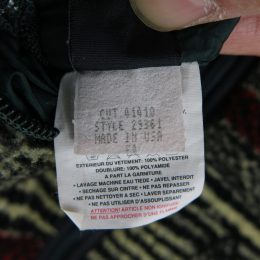 CUT 01010
STYLE 29361
MADE IN USA
EXTERIEUR DU VETEMENT: 100% POLYESTER
DOUBLURE: 100% POLYAMIDE
A PART LA GARNITURE
• LAVAGE MACHINE EAU TIEDE • JAVEL INTERDIT
• SECHAGE SUR CINTRE • NE PAS REPASSER
• NE PAS NETTOYER A SEC • LAVER SEPAREMENT
• NE PAS UTILISER D'ASSOUPLISSANT
ATTENTION! ARTICLE NON IGNIFUGE
NE PAS APPROCHER D'UNE